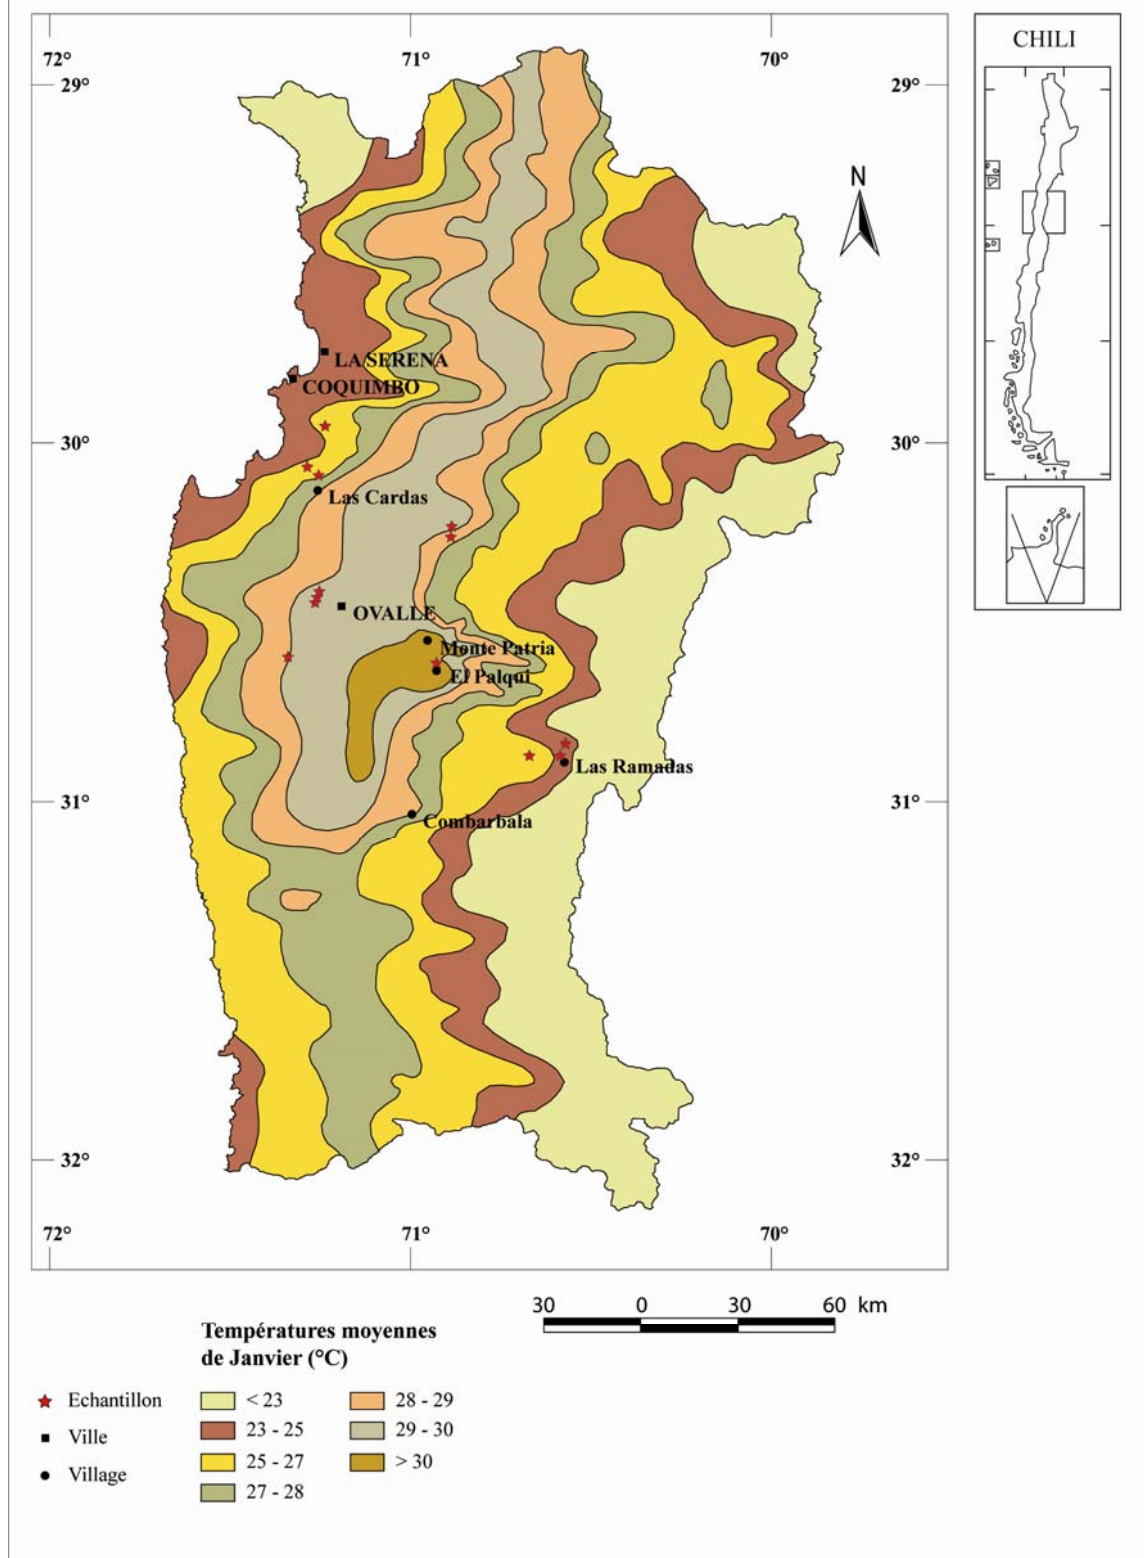 72° 71° 70° CHILI
29° 29°
N
LA SERENA
COQUIMBO
30° 30°
Las Cardas
OVALLE
Monte Patria
El Palqui
Las Ramadas
31° 31°
Combarbala
32° 32°
72° 71° 70°
30 0 30 60 km
Températures moyennes
de Janvier (°C)
Echantillon < 23 28 - 29
Ville 23 - 25 29 - 30
Village 25 - 27 > 30
27 - 28